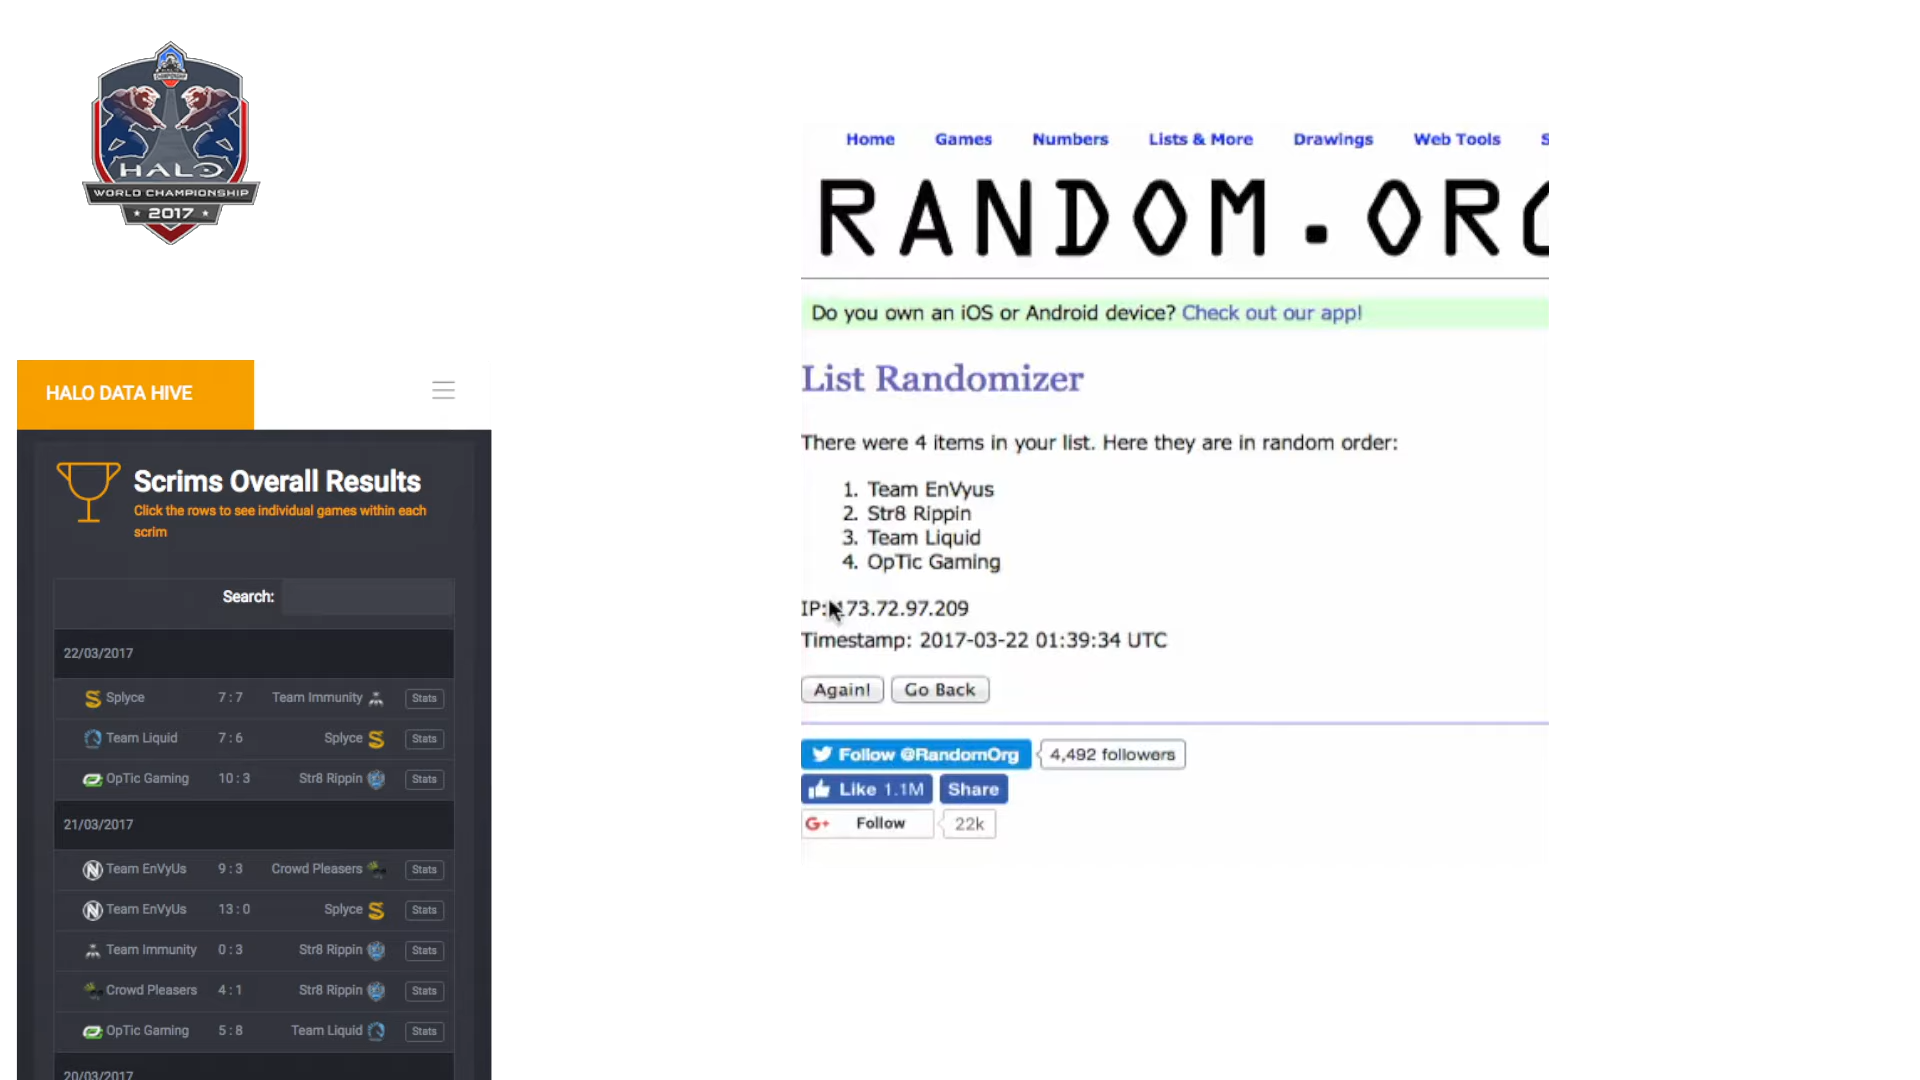 HALO
WORLD CHAMPIONSHIP
2017
HALO DATA HIVE
Scrims Overall Results
Click the rows to see individual games within each
scrim
Search:
22/03/2017
Splyce 7 : 7 Team Immunity Stats
Team Liquid 7 : 6 Splyce Stats
OpTic Gaming 10 : 3 Str8 Rippin Stats
21/03/2017
Team EnVyUs 9 : 3 Crowd Pleasers Stats
Team EnVyUs 13 : 0 Splyce Stats
Team Immunity 0 : 3 Str8 Rippin Stats
Crowd Pleasers 4 : 1 Str8 Rippin Stats
OpTic Gaming 5 : 8 Team Liquid Stats
20/03/2017
Home Games Numbers Lists & More Drawings Web Tools S
RANDOM.ORG
Do you own an iOS or Android device? Check out our app!
List Randomizer
There were 4 items in your list. Here they are in random order:
1. Team EnVyus
2. Str8 Rippin
3. Team Liquid
4. OpTic Gaming
IP: 173.72.97.209
Timestamp: 2017-03-22 01:39:34 UTC
Again! Go Back
Follow @RandomOrg 4,492 followers
Like 1.1M Share
G+ Follow 22k